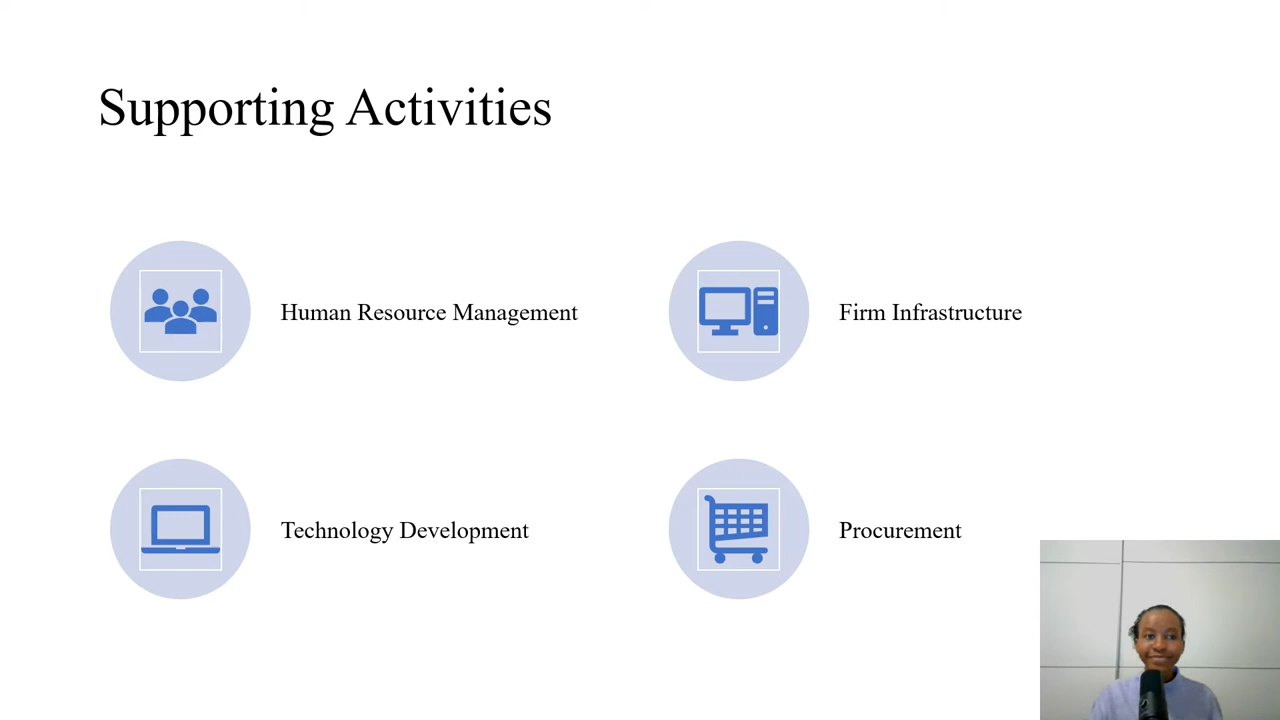 Supporting Activities
Human Resource Management
Firm Infrastructure
Technology Development
Procurement